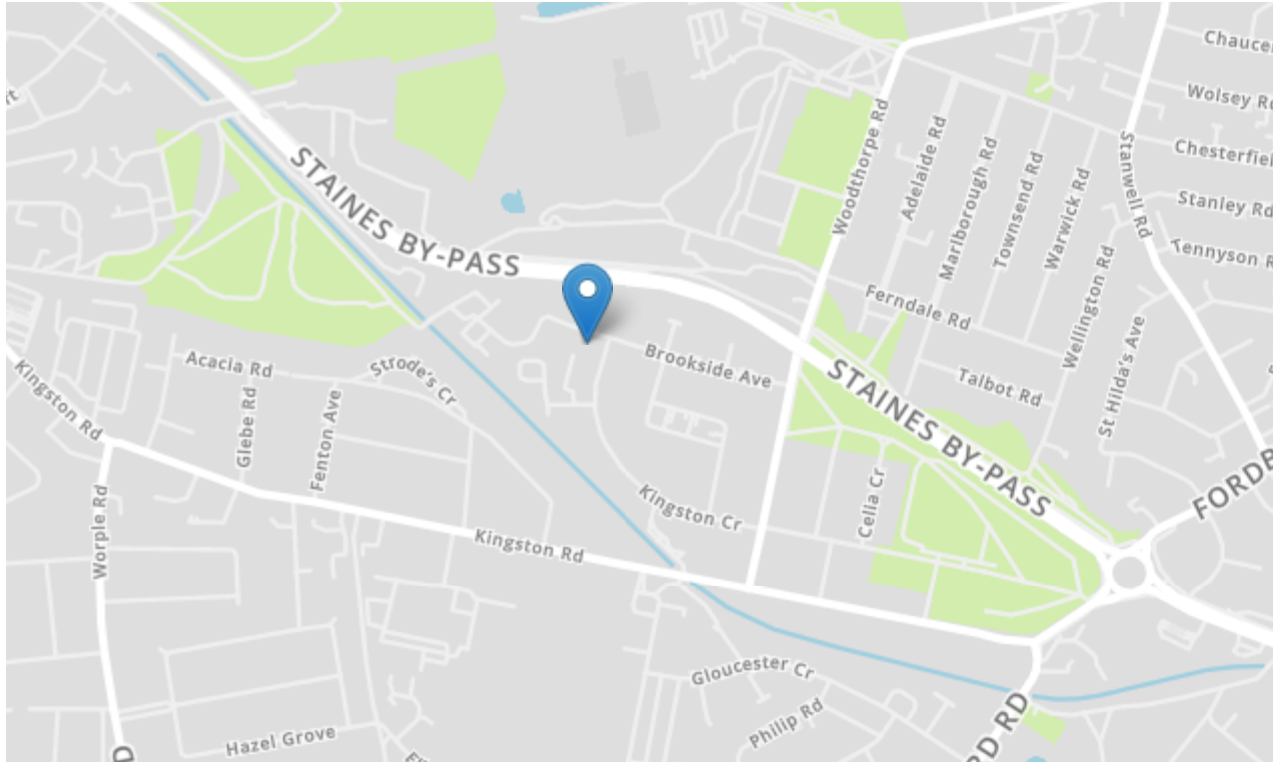 Chaucer
Wolsey Rd
Chesterfiel
Stanley Rd
Tennyson R
Stanwell Rd
Woodthorpe Rd
Adelaide Rd
Marlborough Rd
Townsend Rd
Warwick Rd
Wellington Rd
St Hilda's Ave
Ferndale Rd
Talbot Rd
STAINES BY-PASS
STAINES BY-PASS
Brookside Ave
Acacia Rd
Strode's Cr
Kingston Rd
Glebe Rd
Fenton Ave
Worple Rd
Kingston Cr
Celia Cr
Kingston Rd
FORDB
Gloucester Cr
Philip Rd
Hazel Grove
RD RD
D